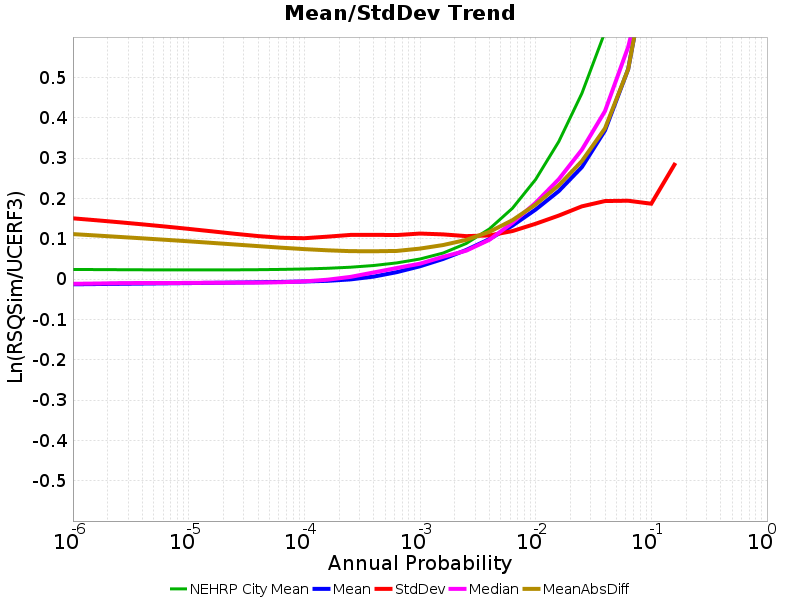 Mean/StdDev Trend
Ln(RSQSim/UCERF3)
0.5
0.4
0.3
0.2
0.1
0
-0.1
-0.2
-0.3
-0.4
-0.5
10^-6 10^-5 10^-4 10^-3 10^-2 10^-1 10^0
Annual Probability
NEHRP City Mean Mean StdDev Median MeanAbsDiff